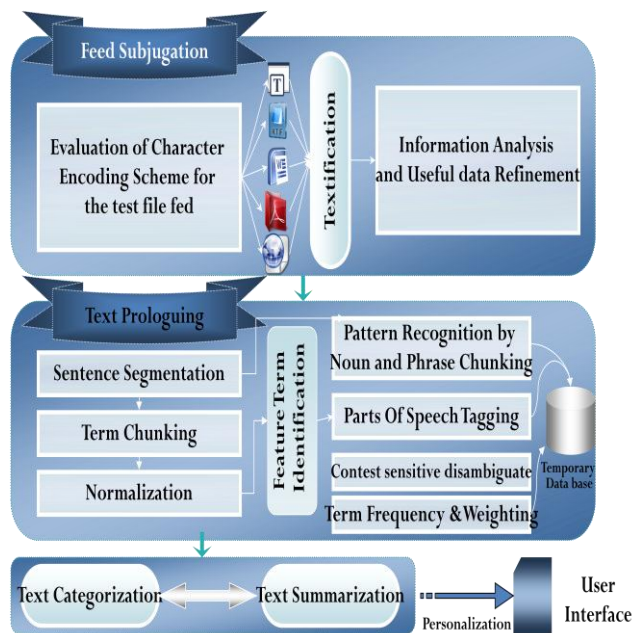 Feed Subjugation
Evaluation of Character
Encoding Scheme for
the test file fed
T
Textification
Information Analysis
and Useful data Refinement
Text Prologuing
Sentence Segmentation
Term Chunking
Normalization
Feature Term
Identification
Pattern Recognition by
Noun and Phrase Chunking
Parts Of Speech Tagging
Contest sensitive disambiguate
Term Frequency & Weighting
Temporary
Data base
Text Categorization
Text Summarization
Personalization
User
Interface